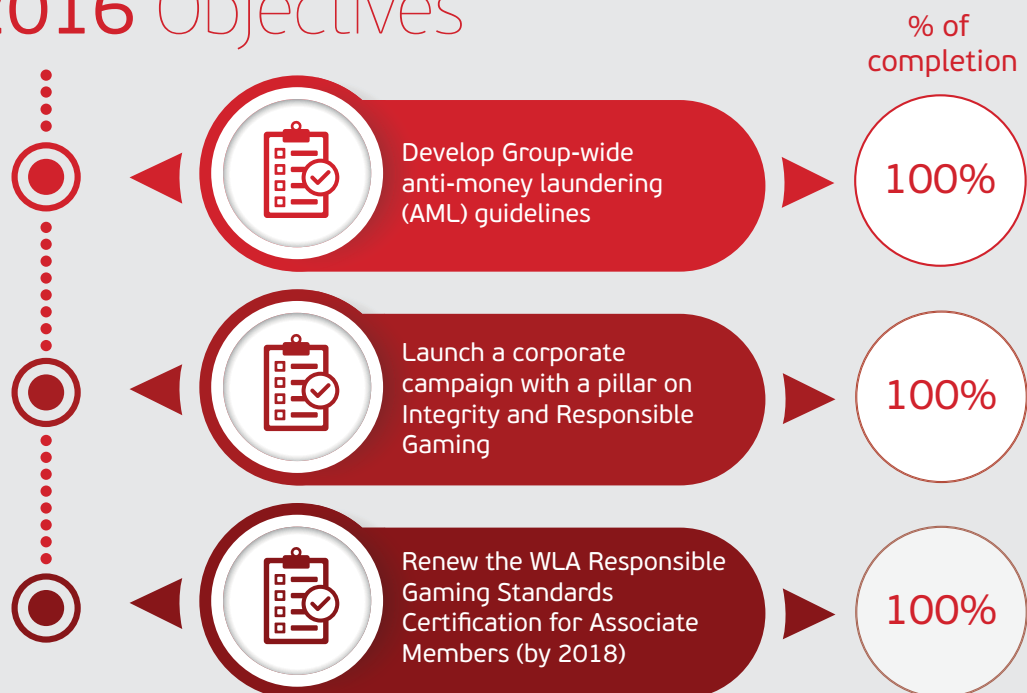 2016 Objectives
% of
completion
Develop Group-wide
anti-money laundering
(AML) guidelines
100%
Launch a corporate
campaign with a pillar on
Integrity and Responsible
Gaming
100%
Renew the WLA Responsible
Gaming Standards
Certification for Associate
Members (by 2018)
100%